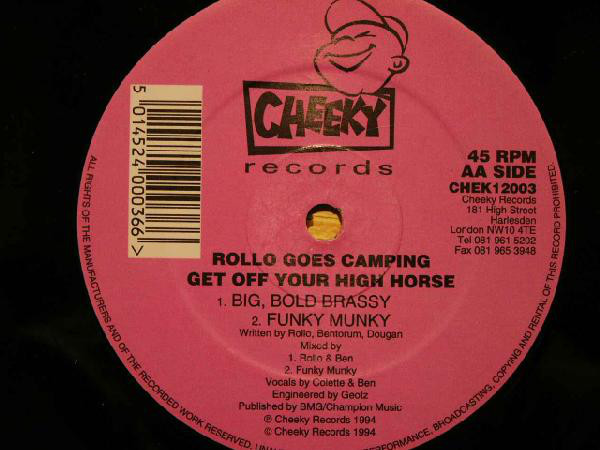 CHEEKY
records
5 014524 000366 >
45 RPM
AA SIDE
CHEK12003
Cheeky Records
181 High Street
Harlesden
London NW10 4TE
Tel 081 961 5202
Fax 081 965 3948
ROLLO GOES CAMPING
GET OFF YOUR HIGH HORSE
1. BIG, BOLD BRASSY
2. FUNKY MUNKY
Written by Rollo, Bentorum, Dougan
Mixed by
1. Rollo & Ben
2. Funky Munky
Vocals by Colette & Ben
Engineered by Goetz
Published by BMG/Champion Music
℗ Cheeky Records 1994
© Cheeky Records 1994
ALL RIGHTS OF THE MANUFACTURERS AND OF THE RECORDED WORK RESERVED. PERFORMANCE, BROADCASTING, COPYING AND RENTAL OF THIS RECORD PROHIBITED.